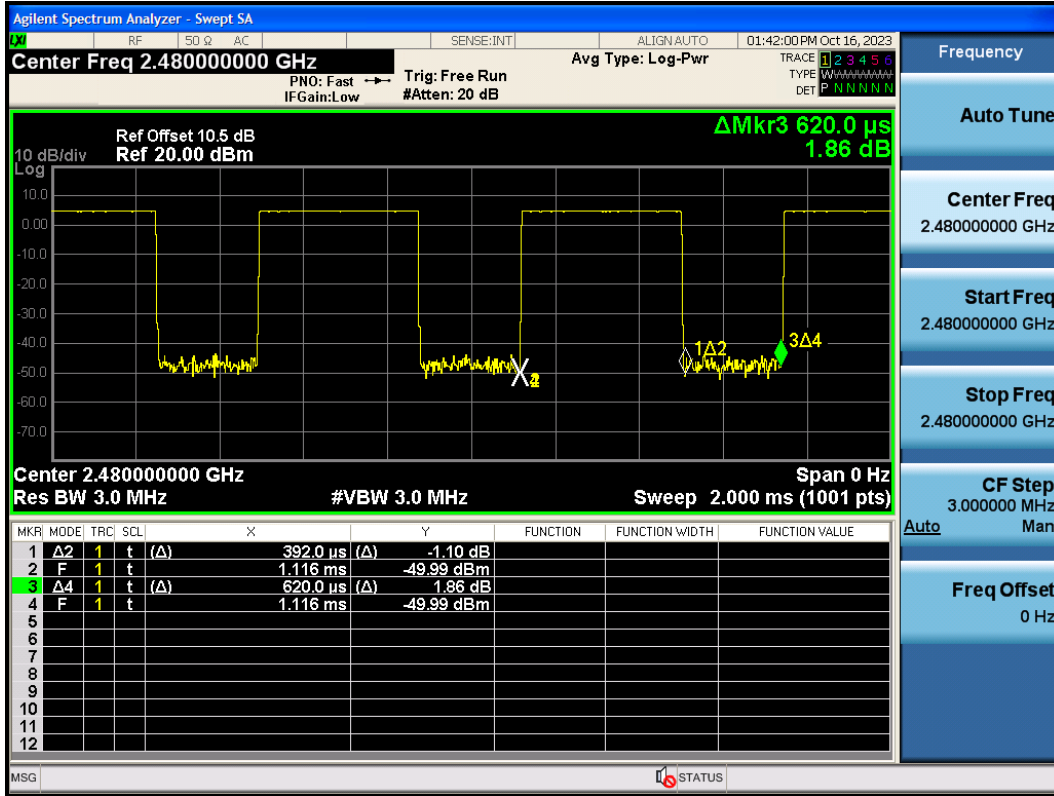 Agilent Spectrum Analyzer - Swept SA
LXI RF 50 Ω AC SENSE:INT ALIGN AUTO 01:42:00 PM Oct 16, 2023
Center Freq 2.480000000 GHz
PNO: Fast
IFGain:Low
Trig: Free Run
#Atten: 20 dB
Avg Type: Log-Pwr
TRACE 1 2 3 4 5 6
TYPE WWWWWW
DET P N N N N N
ΔMkr3 620.0 µs
1.86 dB
Ref Offset 10.5 dB
10 dB/div Ref 20.00 dBm
Log
10.0
0.00
-10.0
-20.0
-30.0
-40.0
-50.0
-60.0
-70.0
1Δ2
3Δ4
Center 2.480000000 GHz Span 0 Hz
Res BW 3.0 MHz #VBW 3.0 MHz Sweep 2.000 ms (1001 pts)
MKR MODE TRC SCL X Y FUNCTION FUNCTION WIDTH FUNCTION VALUE
1 Δ2 1 t (Δ) 392.0 µs (Δ) -1.10 dB
2 F 1 t 1.116 ms -49.99 dBm
3 Δ4 1 t (Δ) 620.0 µs (Δ) 1.86 dB
4 F 1 t 1.116 ms -49.99 dBm
5
6
7
8
9
10
11
12
MSG STATUS
Frequency
Auto Tune
Center Freq
2.480000000 GHz
Start Freq
2.480000000 GHz
Stop Freq
2.480000000 GHz
CF Step
3.000000 MHz
Auto Man
Freq Offset
0 Hz